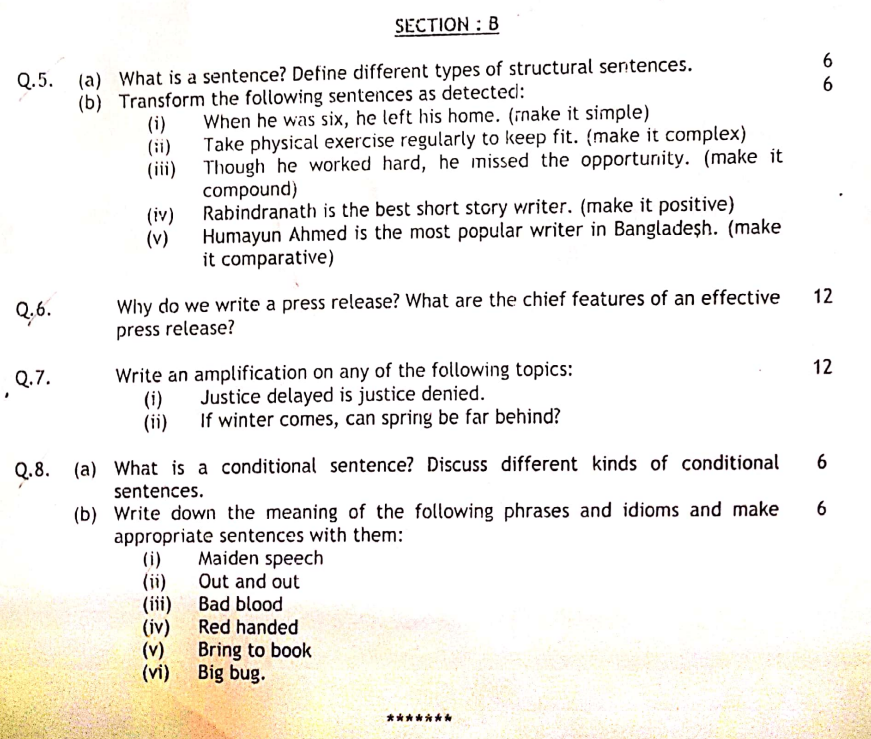 SECTION : B
Q.5. (a) What is a sentence? Define different types of structural sentences. 6
(b) Transform the following sentences as detected: 6
(i) When he was six, he left his home. (make it simple)
(ii) Take physical exercise regularly to keep fit. (make it complex)
(iii) Though he worked hard, he missed the opportunity. (make it
compound)
(iv) Rabindranath is the best short story writer. (make it positive)
(v) Humayun Ahmed is the most popular writer in Bangladesh. (make
it comparative)
Q.6. Why do we write a press release? What are the chief features of an effective 12
press release?
Q.7. Write an amplification on any of the following topics: 12
(i) Justice delayed is justice denied.
(ii) If winter comes, can spring be far behind?
Q.8. (a) What is a conditional sentence? Discuss different kinds of conditional 6
sentences.
(b) Write down the meaning of the following phrases and idioms and make 6
appropriate sentences with them:
(i) Maiden speech
(ii) Out and out
(iii) Bad blood
(iv) Red handed
(v) Bring to book
(vi) Big bug.
*******